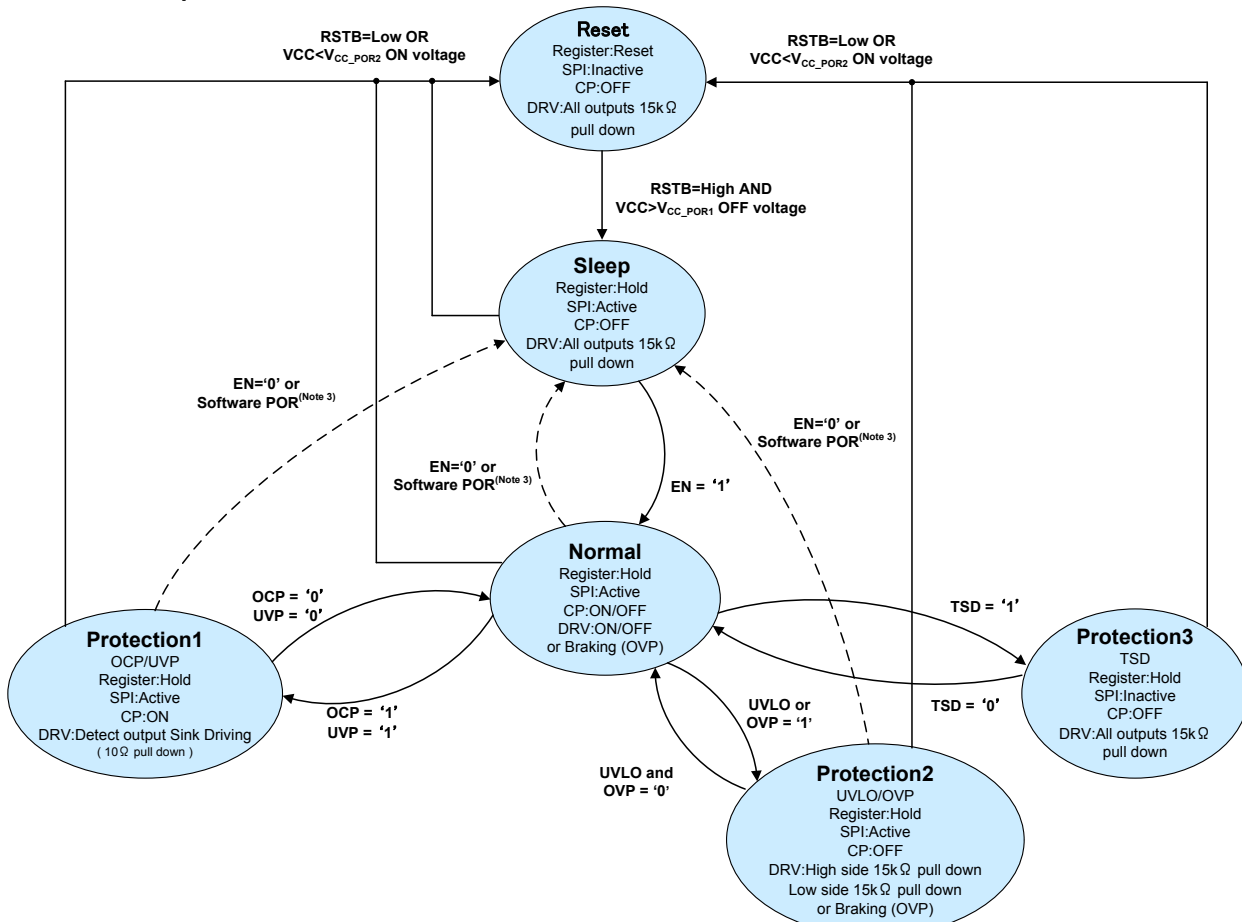 Reset
Register:Reset
SPI:Inactive
CP:OFF
DRV:All outputs 15kΩ
pull down
RSTB=Low OR
VCC<VCC_POR2 ON voltage
RSTB=Low OR
VCC<VCC_POR2 ON voltage
RSTB=High AND
VCC>VCC_POR1 OFF voltage
Sleep
Register:Hold
SPI:Active
CP:OFF
DRV:All outputs 15kΩ
pull down
EN='0' or
Software POR(Note 3)
EN='0' or
Software POR(Note 3)
EN='0' or
Software POR(Note 3)
EN = '1'
Normal
Register:Hold
SPI:Active
CP:ON/OFF
DRV:ON/OFF
or Braking (OVP)
OCP = '0'
UVP = '0'
OCP = '1'
UVP = '1'
TSD = '1'
TSD = '0'
Protection1
OCP/UVP
Register:Hold
SPI:Active
CP:ON
DRV:Detect output Sink Driving
( 10Ω pull down )
Protection3
TSD
Register:Hold
SPI:Inactive
CP:OFF
DRV:All outputs 15kΩ
pull down
UVLO or
OVP = '1'
UVLO and
OVP = '0'
Protection2
UVLO/OVP
Register:Hold
SPI:Active
CP:OFF
DRV:High side 15kΩ pull down
Low side 15kΩ pull down
or Braking (OVP)